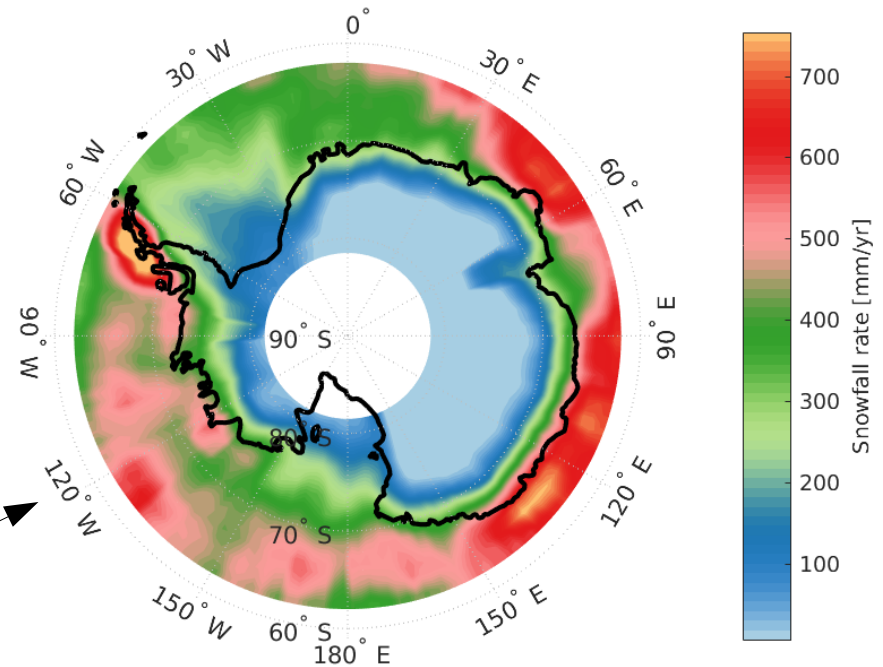 0° 
30° W
30° E
60° W
60° E
90° W
90° S
90° E
80° S
120° W
120° E
70° S
150° W
150° E
60° S
180° E
700
600
500
400
300
200
100
Snowfall rate [mm/yr]